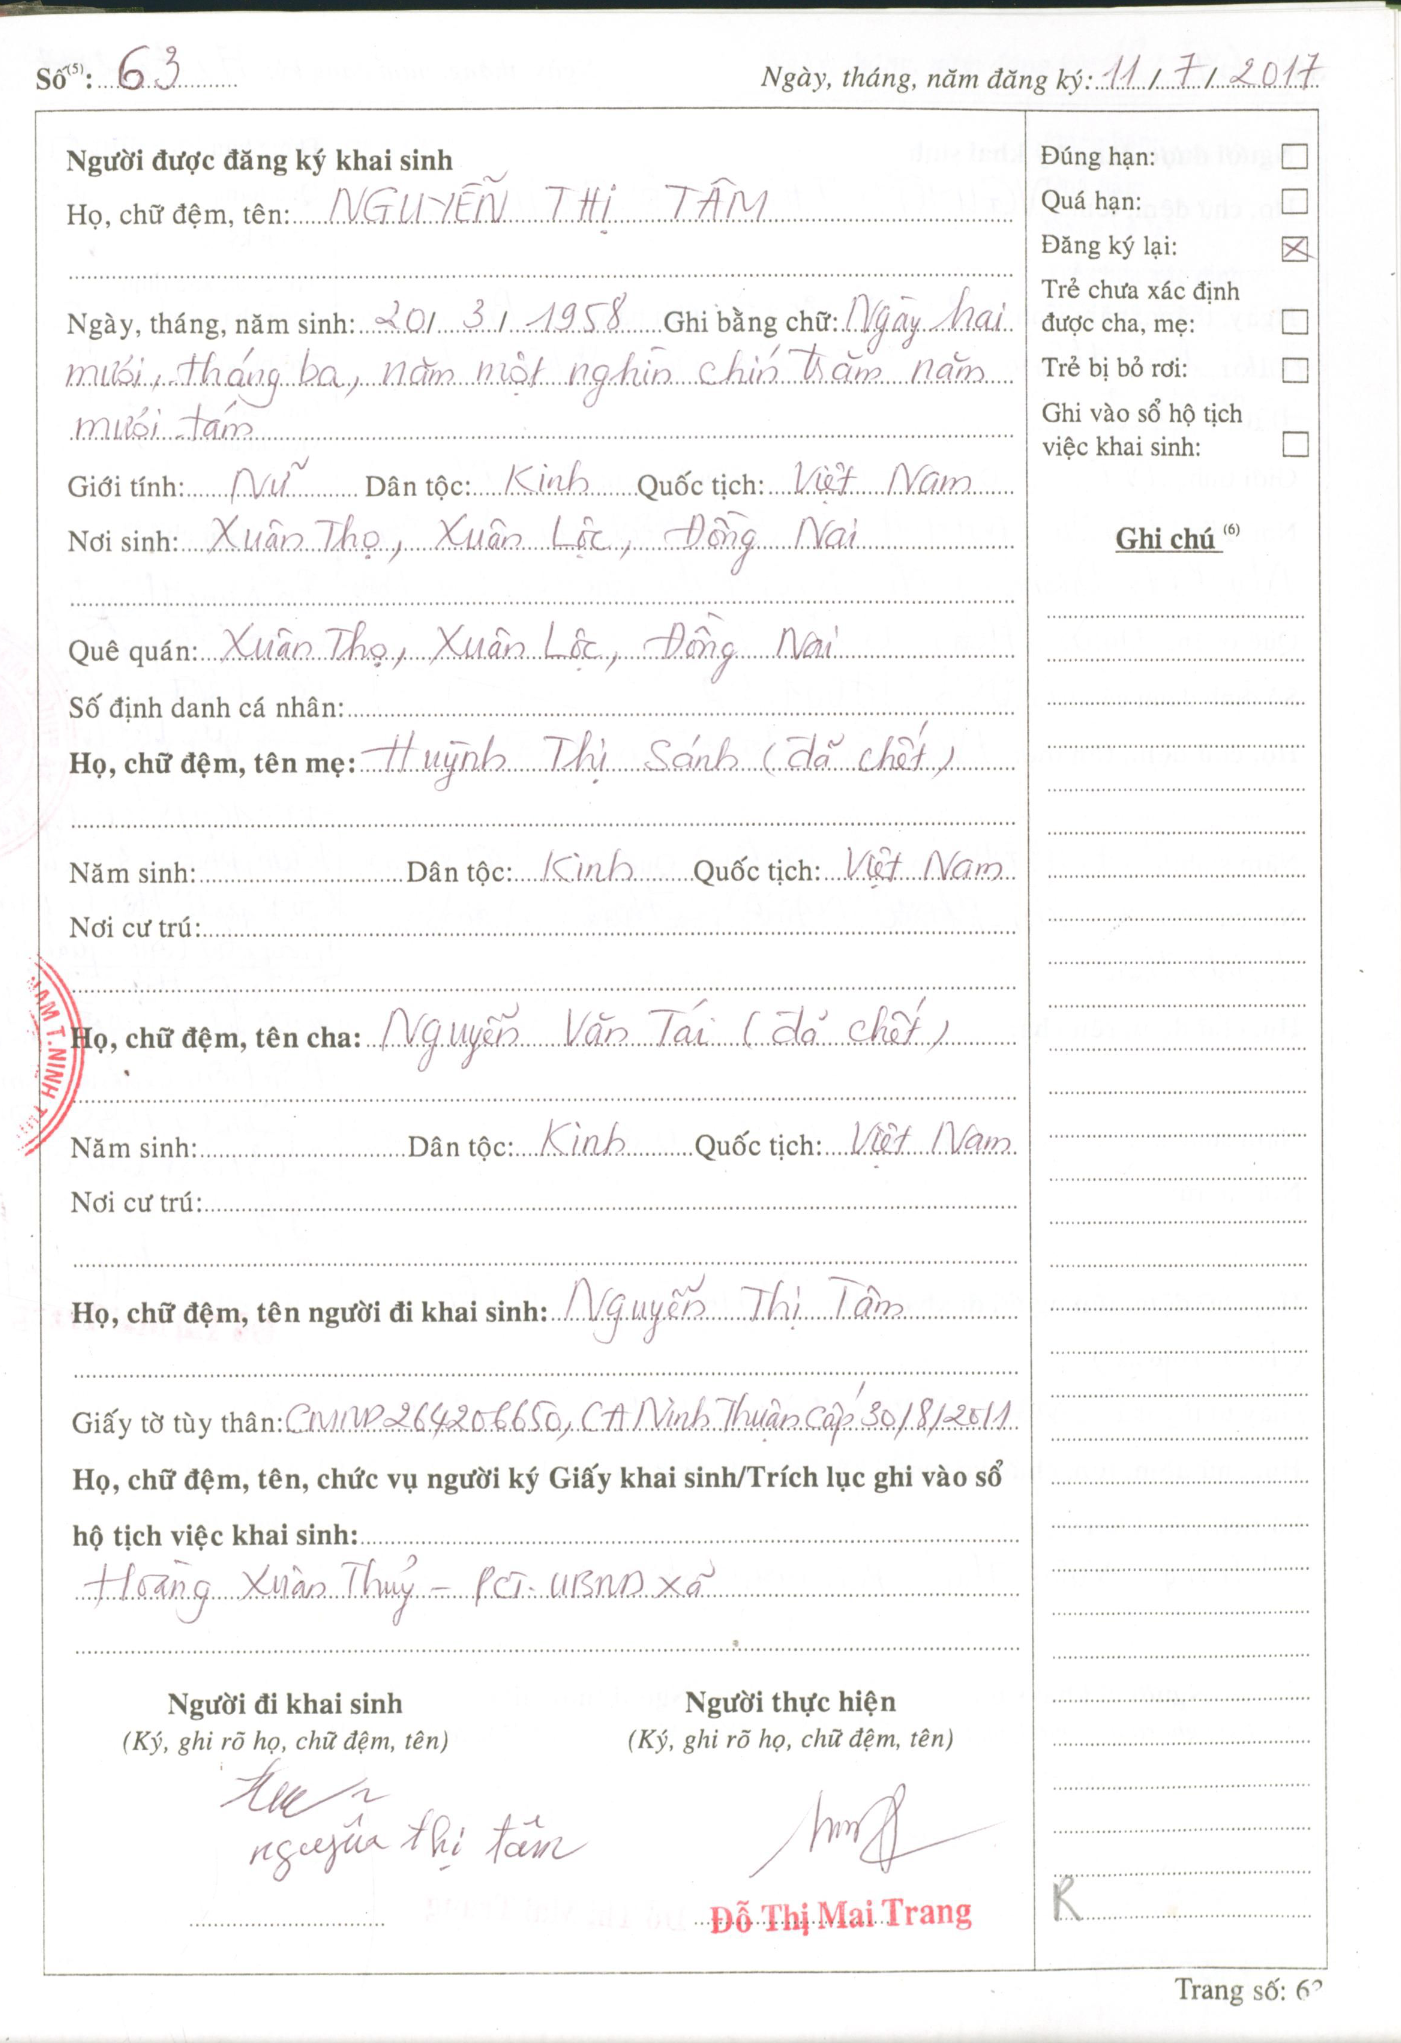 Số⁽⁵⁾: 63 Ngày, tháng, năm đăng ký: 11 / 7 / 2017
Người được đăng ký khai sinh
Họ, chữ đệm, tên: NGUYỄN THỊ TÂM
Ngày, tháng, năm sinh: 20/ 3 / 1958 Ghi bằng chữ: Ngày hai
mươi, tháng ba, năm một nghìn chín trăm năm
mươi tám
Giới tính: Nữ Dân tộc: Kinh Quốc tịch: Việt Nam
Nơi sinh: Xuân Thọ, Xuân Lộc, Đồng Nai
Quê quán: Xuân Thọ, Xuân Lộc, Đồng Nai
Số định danh cá nhân:
Họ, chữ đệm, tên mẹ: Huỳnh Thị Sánh (đã chết)
Năm sinh: Dân tộc: Kinh Quốc tịch: Việt Nam
Nơi cư trú:
Họ, chữ đệm, tên cha: Nguyễn Văn Tái (đã chết)
Năm sinh: Dân tộc: Kinh Quốc tịch: Việt Nam
Nơi cư trú:
Họ, chữ đệm, tên người đi khai sinh: Nguyễn Thị Tâm
Giấy tờ tùy thân: CMND 264206650, CA Ninh Thuận Cấp 30/8/2011
Họ, chữ đệm, tên, chức vụ người ký Giấy khai sinh/Trích lục ghi vào sổ
hộ tịch việc khai sinh:
Hoàng Xuân Thuỷ – PCT. UBND xã
Người đi khai sinh Người thực hiện
(Ký, ghi rõ họ, chữ đệm, tên) (Ký, ghi rõ họ, chữ đệm, tên)
nguyễn thị tâm
Đỗ Thị Mai Trang
Đúng hạn:
Quá hạn:
Đăng ký lại: X
Trẻ chưa xác định
được cha, mẹ:
Trẻ bị bỏ rơi:
Ghi vào sổ hộ tịch
việc khai sinh:
Ghi chú ⁽⁶⁾
R
NAM T.NINH
Trang số: 63